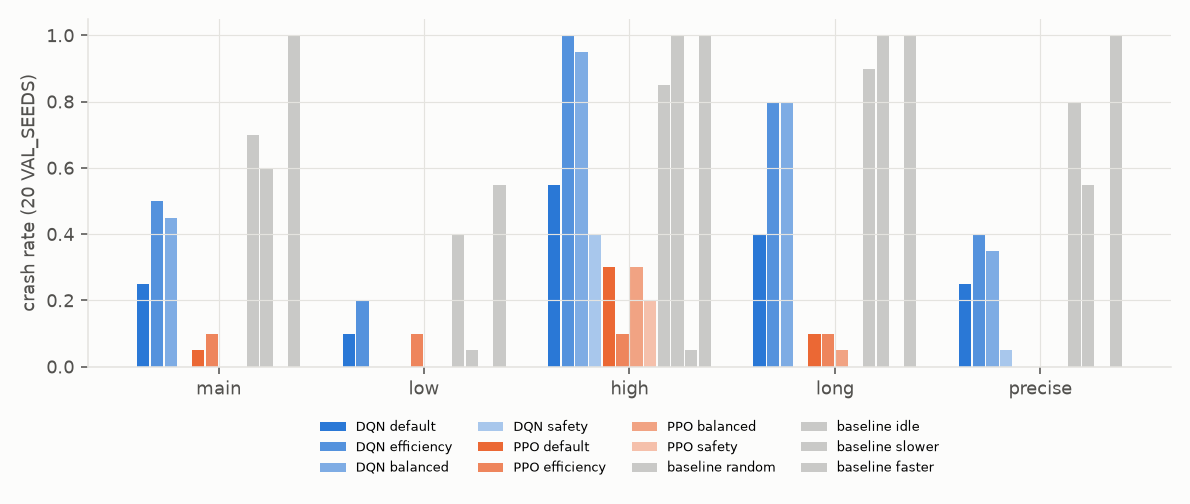 1.0
0.8
0.6
0.4
0.2
0.0
crash rate (20 VAL_SEEDS)
main low high long precise
DQN default DQN safety PPO balanced baseline idle
DQN efficiency PPO default PPO safety baseline slower
DQN balanced PPO efficiency baseline random baseline faster